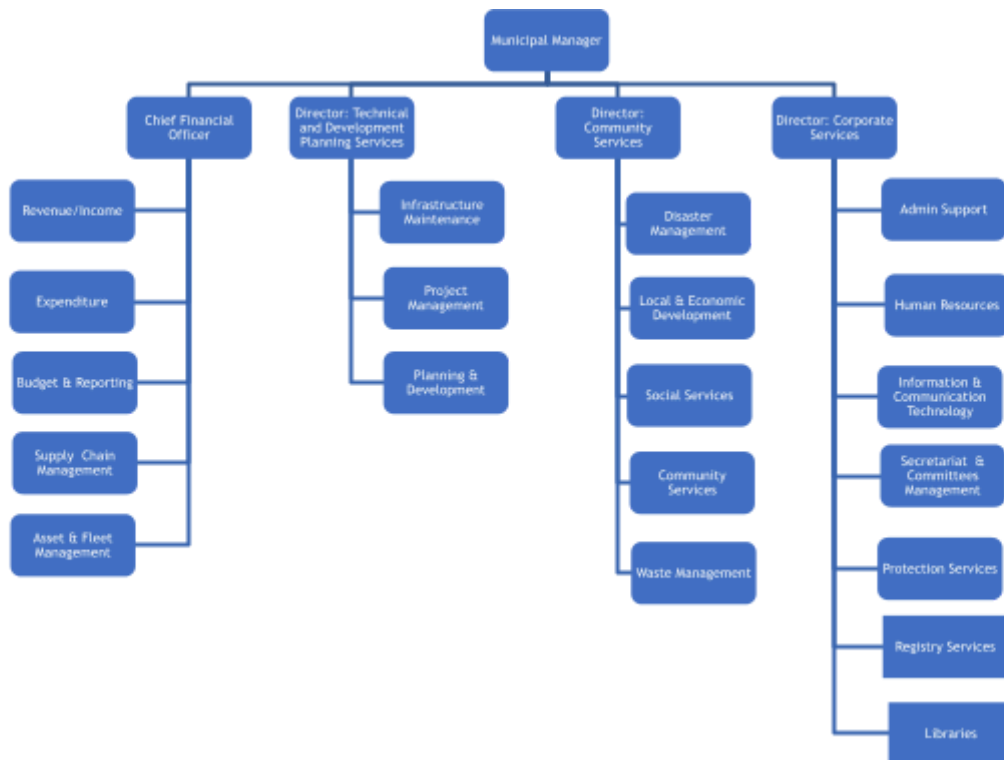 Municipal Manager
Chief Financial
Officer
Director: Technical
and Development
Planning Services
Director:
Community
Services
Director: Corporate
Services
Revenue/Income
Expenditure
Budget & Reporting
Supply Chain
Management
Asset & Fleet
Management
Infrastructure
Maintenance
Project
Management
Planning &
Development
Disaster
Management
Local & Economic
Development
Social Services
Community
Services
Waste Management
Admin Support
Human Resources
Information &
Communication
Technology
Secretariat &
Committees
Management
Protection Services
Registry Services
Libraries